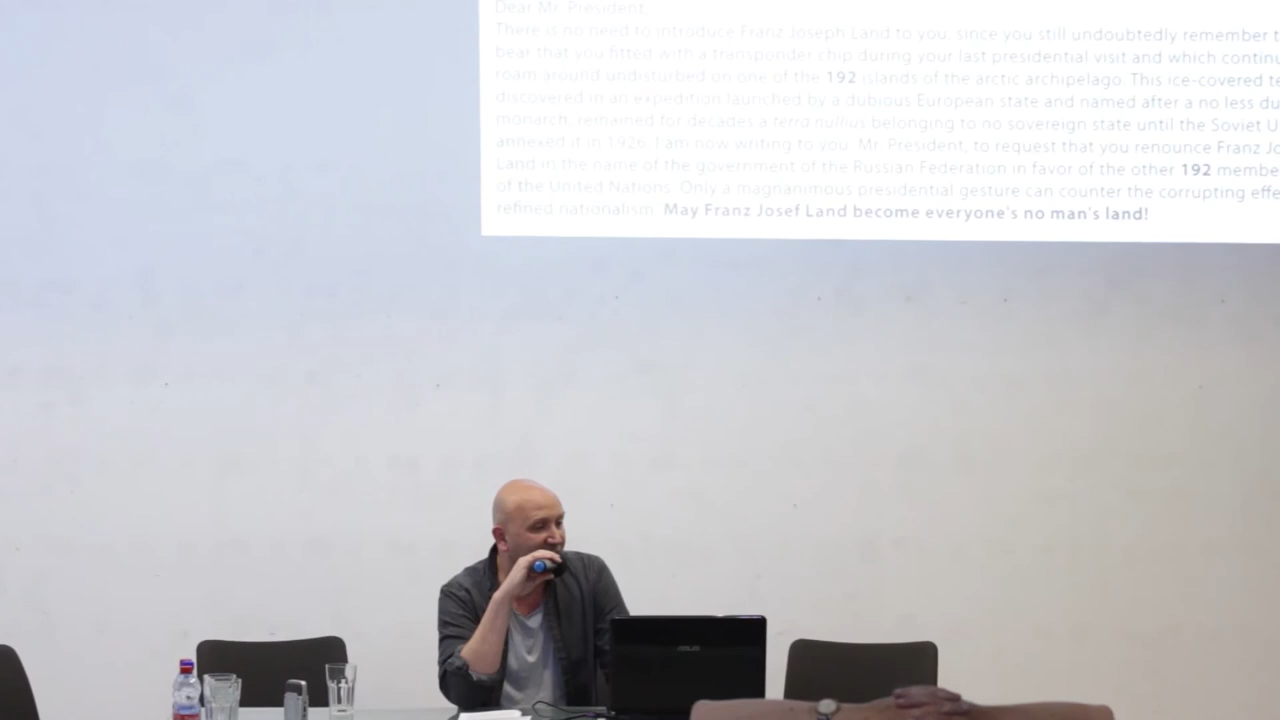 Dear Mr. President
There is no need to introduce Franz Joseph Land to you, since you still undoubtedly remember t
bear that you fitted with a transponder chip during your last presidential visit and which continu
roam around undisturbed on one of the 192 islands of the arctic archipelago. This ice-covered te
discovered in an expedition launched by a dubious European state and named after a no less du
monarch, remained for decades a terra nullius belonging to no sovereign state until the Soviet U
annexed it in 1926. I am now writing to you, Mr. President, to request that you renounce Franz Jo
Land in the name of the government of the Russian Federation in favor of the other 192 membe
of the United Nations. Only a magnanimous presidential gesture can counter the corrupting effe
refined nationalism. May Franz Josef Land become everyone's no man's land!
ASUS